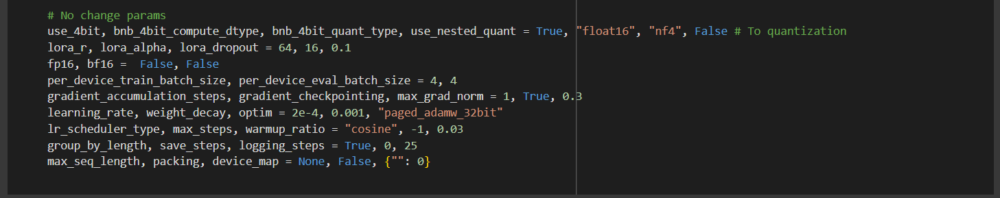 # No change params
use_4bit, bnb_4bit_compute_dtype, bnb_4bit_quant_type, use_nested_quant = True, "float16", "nf4", False # To quantization
lora_r, lora_alpha, lora_dropout = 64, 16, 0.1
fp16, bf16 =  False, False
per_device_train_batch_size, per_device_eval_batch_size = 4, 4
gradient_accumulation_steps, gradient_checkpointing, max_grad_norm = 1, True, 0.3
learning_rate, weight_decay, optim = 2e-4, 0.001, "paged_adamw_32bit"
lr_scheduler_type, max_steps, warmup_ratio = "cosine", -1, 0.03
group_by_length, save_steps, logging_steps = True, 0, 25
max_seq_length, packing, device_map = None, False, {"": 0}